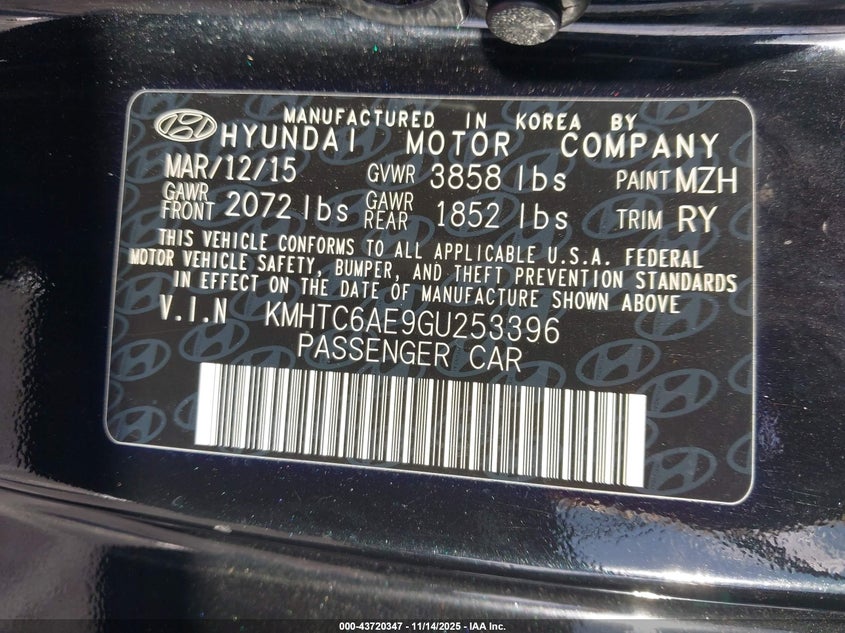 MANUFACTURED IN KOREA BY
HYUNDAI MOTOR COMPANY
MAR/12/15 GVWR 3858 lbs PAINT MZH
GAWR FRONT 2072 lbs GAWR REAR 1852 lbs TRIM RY
THIS VEHICLE CONFORMS TO ALL APPLICABLE U.S.A. FEDERAL
MOTOR VEHICLE SAFETY, BUMPER, AND THEFT PREVENTION STANDARDS
IN EFFECT ON THE DATE OF MANUFACTURE SHOWN ABOVE
V.I.N KMHTC6AE9GU253396
PASSENGER CAR
000-43720347 - 11/14/2025 - IAA Inc.